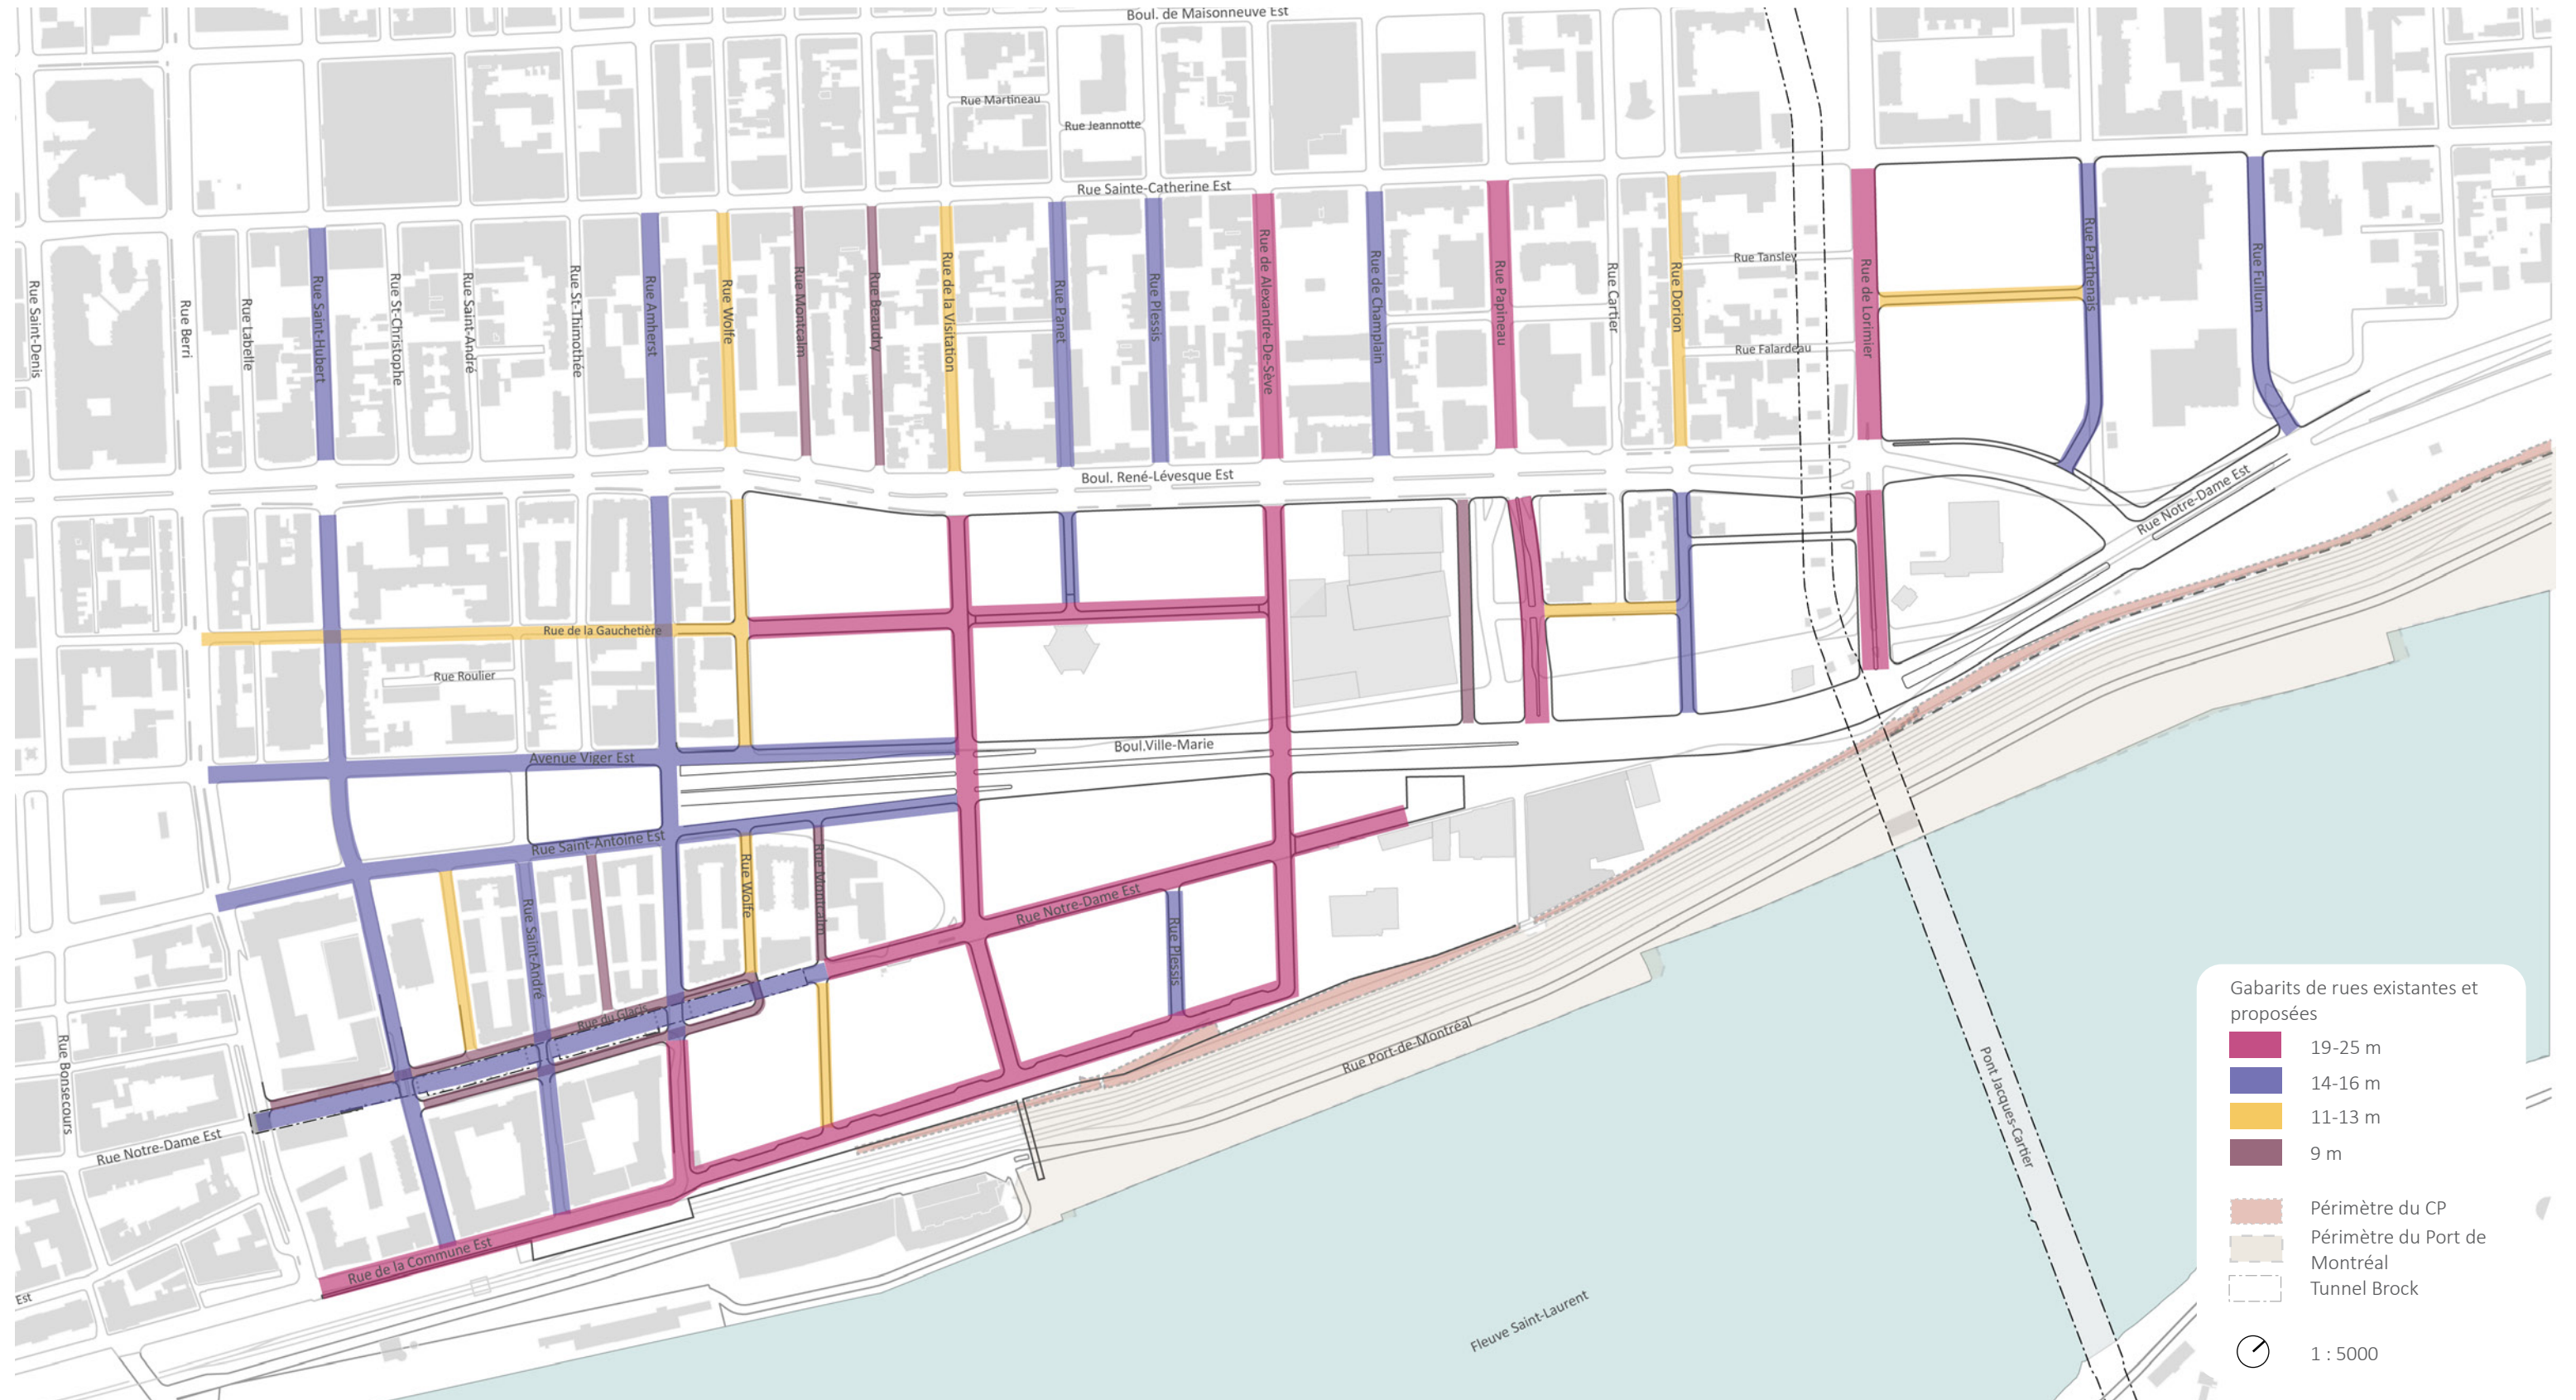 Boul. de Maisonneuve Est
Rue Martineau
Rue Jeannotte
Rue Sainte-Catherine Est
Rue Saint-Denis
Rue Berri
Rue Labelle
Rue Saint-Hubert
Rue St-Christophe
Rue Saint-André
Rue St-Thimothée
Rue Amherst
Rue Wolfe
Rue Montcalm
Rue Beaudry
Rue de la Visitation
Rue Panet
Rue Plessis
Rue de Alexandre-De-Sève
Rue de Champlain
Rue Papineau
Rue Cartier
Rue Dorion
Rue Tansley
Rue Falardeau
Rue de Lorimier
Rue Parthenais
Rue Fullum
Boul. René-Lévesque Est
Rue Notre-Dame Est
Rue de la Gauchetière
Rue Roulier
Avenue Viger Est
Boul.Ville-Marie
Rue Saint-Antoine Est
Rue Wolfe
Rue Montcalm
Rue Saint-André
Rue Notre-Dame Est
Rue Plessis
Rue du Glacis
Rue Bonsecours
Rue Notre-Dame Est
Rue Port-de-Montréal
Pont Jacques-Cartier
Rue de la Commune Est
Est
Fleuve Saint-Laurent
Gabarits de rues existantes et
proposées
19-25 m
14-16 m
11-13 m
9 m
Périmètre du CP
Périmètre du Port de
Montréal
Tunnel Brock
1 : 5000